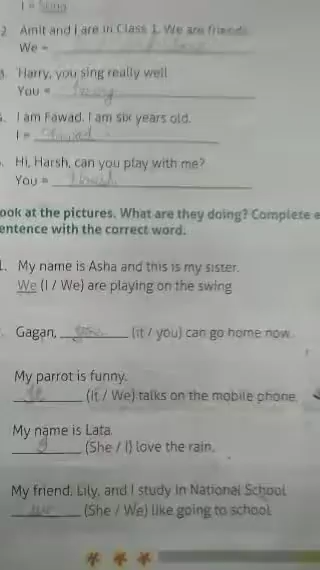 2. Amit and I are in Class 1. We are friends.
We =
3. Harry, you sing really well.
You = Harry
I am Fawad. I am six years old.
I = Fawad
Hi, Harsh, can you play with me?
You = Harsh
ook at the pictures. What are they doing? Complete e
entence with the correct word.
1. My name is Asha and this is my sister.
We (I / We) are playing on the swing
Gagan, you (it / you) can go home now.
My parrot is funny.
(It / We) talks on the mobile phone.
My name is Lata.
I (She / I) love the rain.
My friend, Lily, and I study in National School.
we (She / We) like going to school.